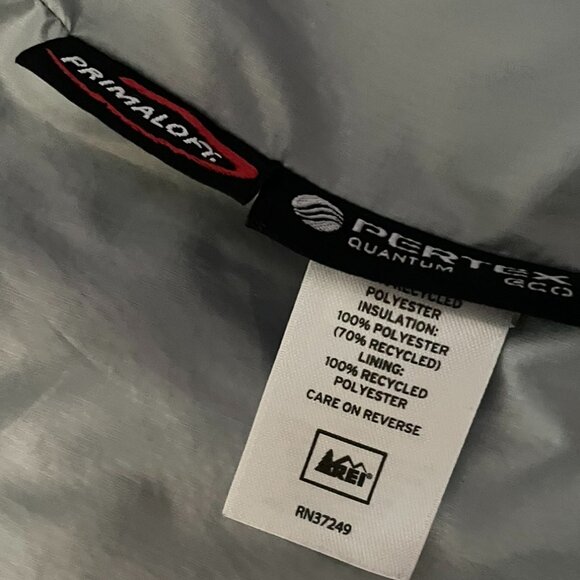 PRIMALOFT
PERTEX
QUANTUM ECO
RECYCLED
POLYESTER
INSULATION:
100% POLYESTER
(70% RECYCLED)
LINING:
100% RECYCLED
POLYESTER
CARE ON REVERSE
REI
RN37249